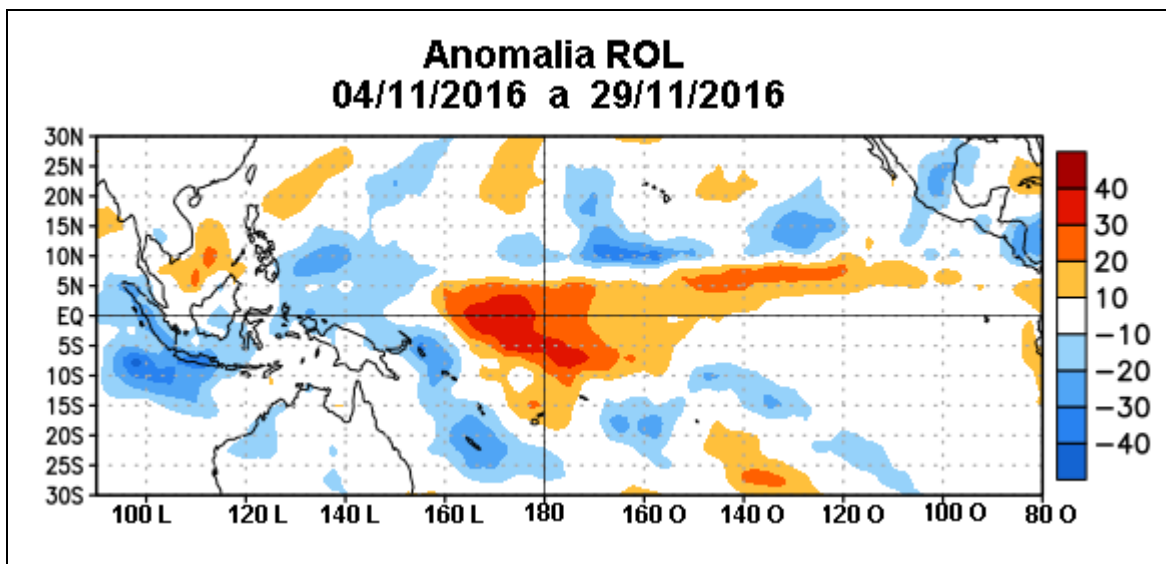 Anomalia ROL
04/11/2016 a 29/11/2016
30N
25N
20N
15N
10N
5N
EQ
5S
10S
15S
20S
25S
30S
100 L 120 L 140 L 160 L 180 160 O 140 O 120 O 100 O 80 O
40
30
20
10
−10
−20
−30
−40